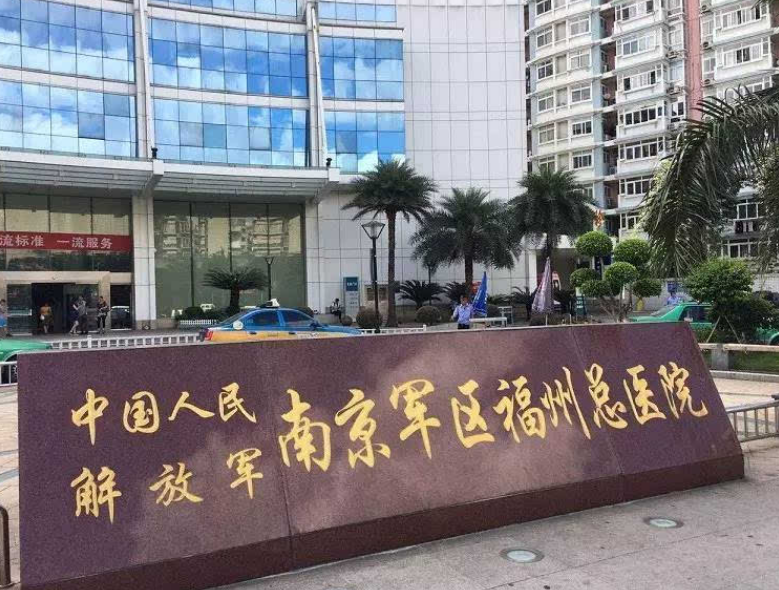 流标准 一流服务
中国人民
解放军
南京军区福州总医院